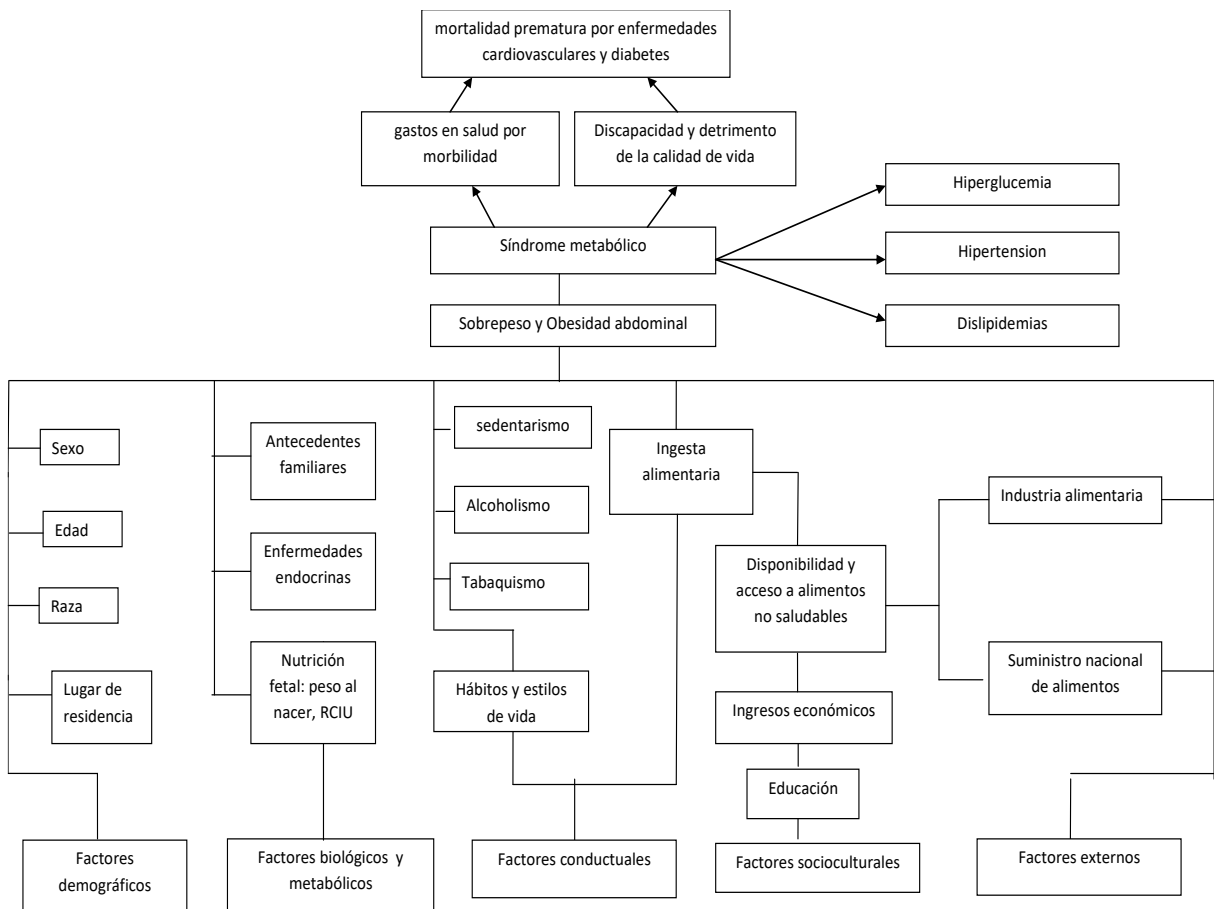 mortalidad prematura por enfermedades
cardiovasculares y diabetes
gastos en salud por
morbilidad
Discapacidad y detrimento
de la calidad de vida
Hiperglucemia
Síndrome metabólico
Hipertension
Sobrepeso y Obesidad abdominal
Dislipidemias
Sexo
Edad
Raza
Lugar de
residencia
Antecedentes
familiares
Enfermedades
endocrinas
Nutrición
fetal: peso al
nacer, RCIU
sedentarismo
Alcoholismo
Tabaquismo
Hábitos y estilos
de vida
Ingesta
alimentaria
Disponibilidad y
acceso a alimentos
no saludables
Ingresos económicos
Educación
Industria alimentaria
Suministro nacional
de alimentos
Factores
demográficos
Factores biológicos y
metabólicos
Factores conductuales
Factores socioculturales
Factores externos